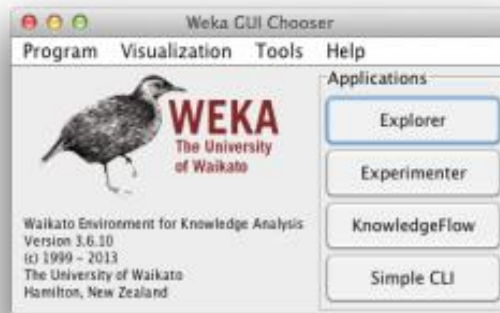 Weka GUI Chooser
Program Visualization Tools Help
Applications
WEKA
The University
of Waikato
Explorer
Experimenter
KnowledgeFlow
Simple CLI
Waikato Environment for Knowledge Analysis
Version 3.6.10
(c) 1999 – 2013
The University of Waikato
Hamilton, New Zealand